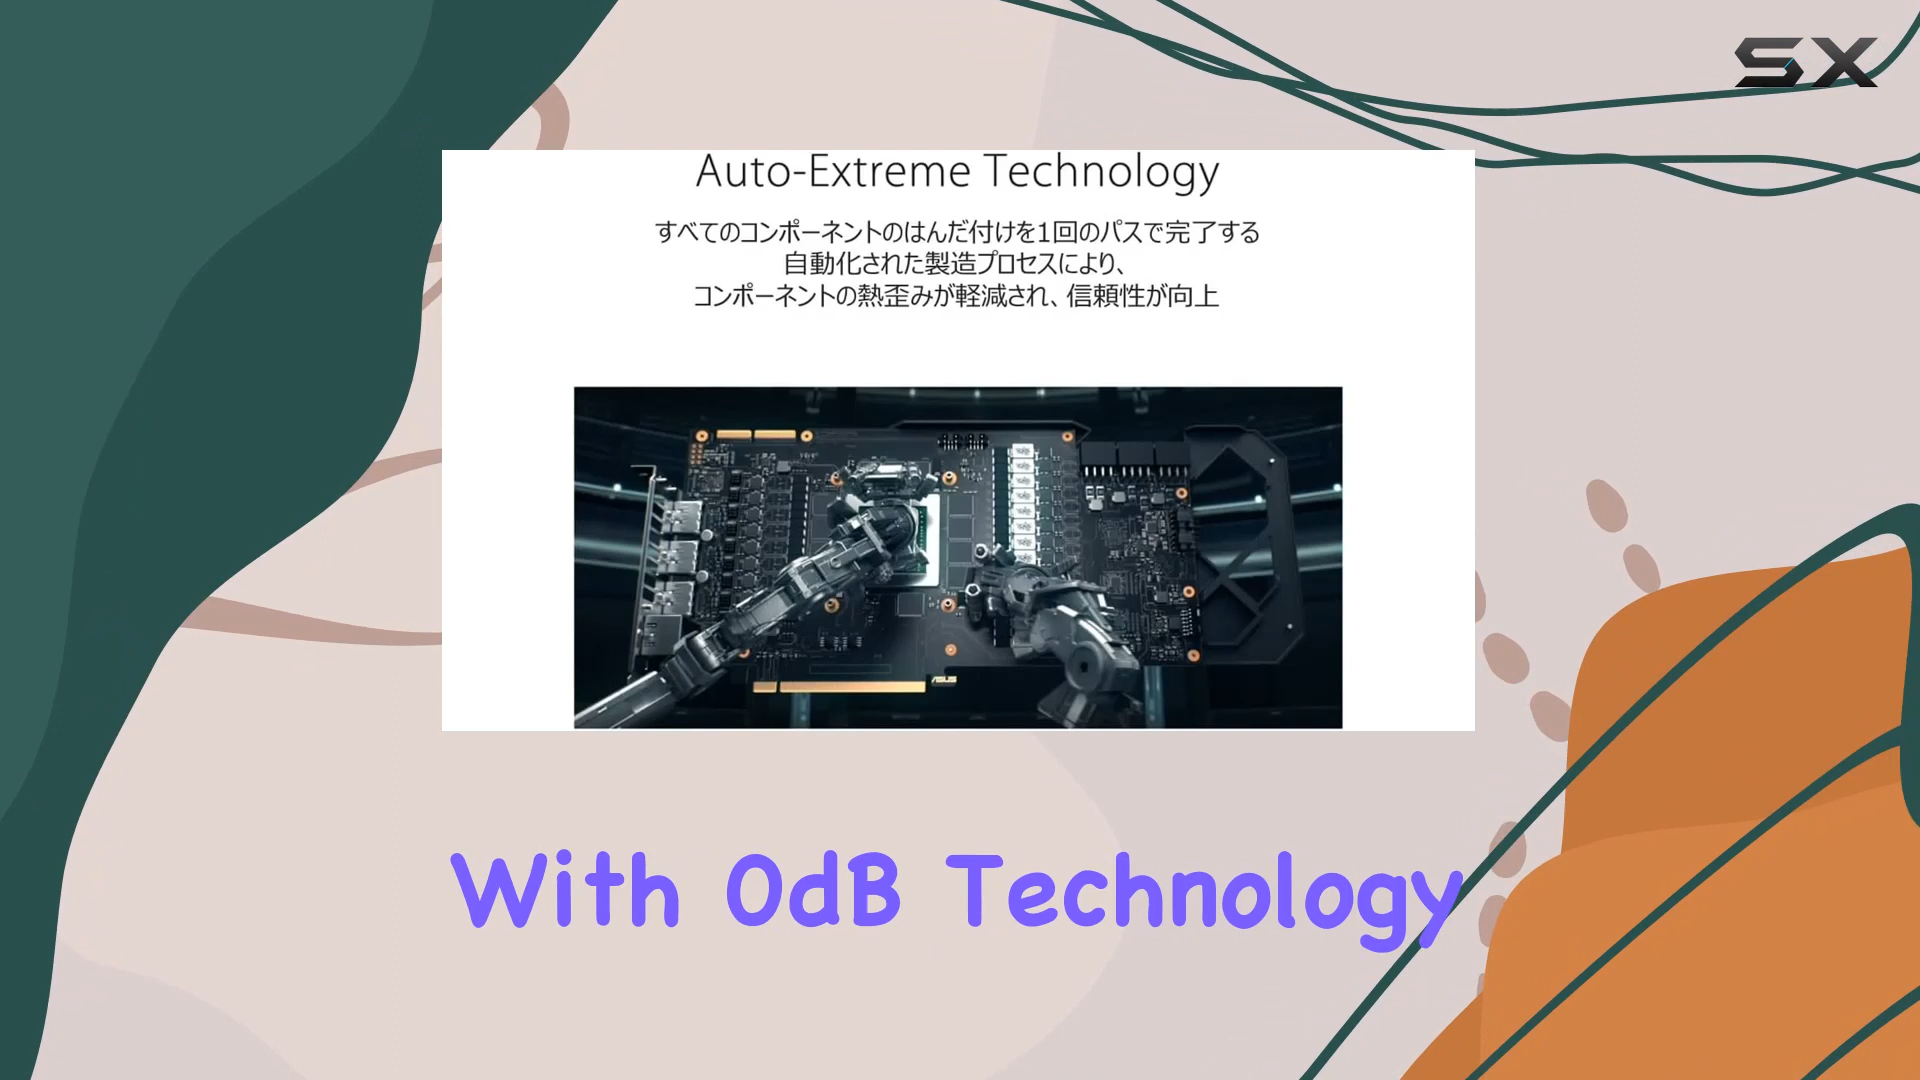 SX
Auto-Extreme Technology
すべてのコンポーネントのはんだ付けを1回のパスで完了する
自動化された製造プロセスにより、
コンポーネントの熱歪みが軽減され、信頼性が向上
ASUS
With 0dB Technology